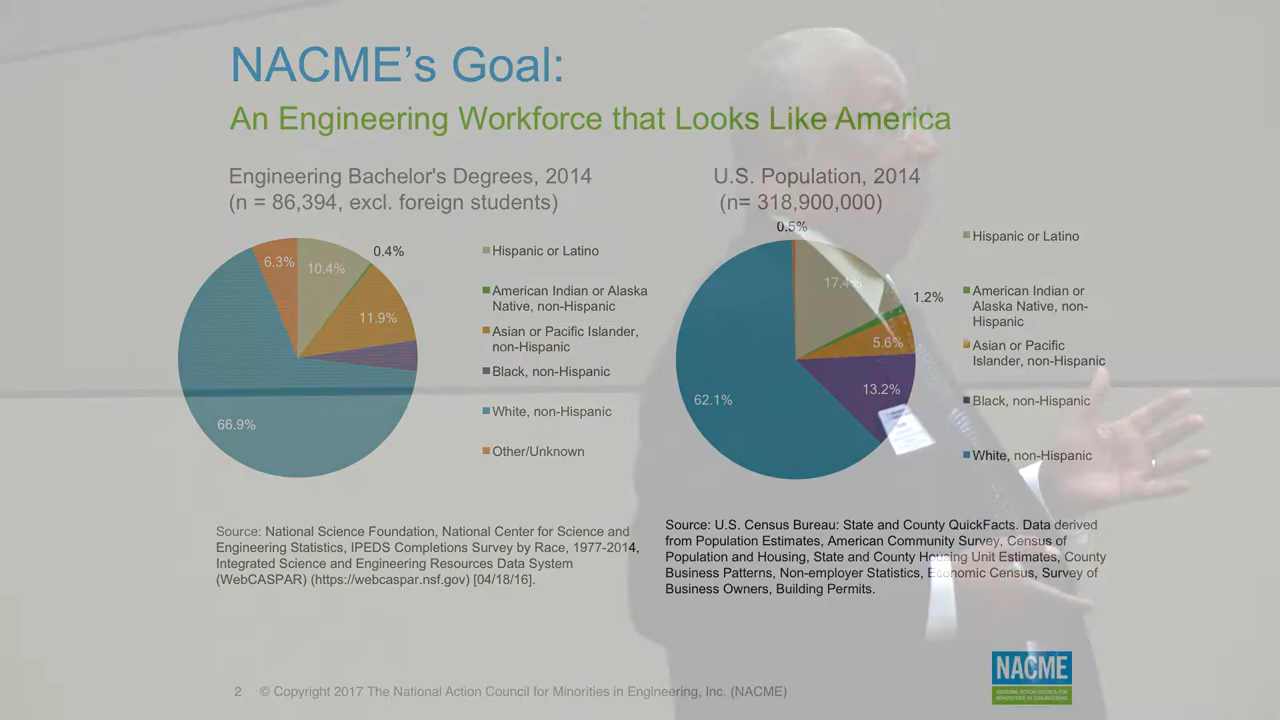 NACME’s Goal:
An Engineering Workforce that Looks Like America
Engineering Bachelor's Degrees, 2014
(n = 86,394, excl. foreign students)
6.3%
10.4%
0.4%
11.9%
66.9%
Hispanic or Latino
American Indian or Alaska
Native, non-Hispanic
Asian or Pacific Islander,
non-Hispanic
Black, non-Hispanic
White, non-Hispanic
Other/Unknown
Source: National Science Foundation, National Center for Science and
Engineering Statistics, IPEDS Completions Survey by Race, 1977-2014,
Integrated Science and Engineering Resources Data System
(WebCASPAR) (https://webcaspar.nsf.gov) [04/18/16].
U.S. Population, 2014
(n= 318,900,000)
0.5%
17.4%
1.2%
5.6%
13.2%
62.1%
Hispanic or Latino
American Indian or
Alaska Native, non-
Hispanic
Asian or Pacific
Islander, non-Hispanic
Black, non-Hispanic
White, non-Hispanic
Source: U.S. Census Bureau: State and County QuickFacts. Data derived
from Population Estimates, American Community Survey, Census of
Population and Housing, State and County Housing Unit Estimates, County
Business Patterns, Non-employer Statistics, Economic Census, Survey of
Business Owners, Building Permits.
2 © Copyright 2017 The National Action Council for Minorities in Engineering, Inc. (NACME)
NACME
NATIONAL ACTION COUNCIL FOR
MINORITIES IN ENGINEERING